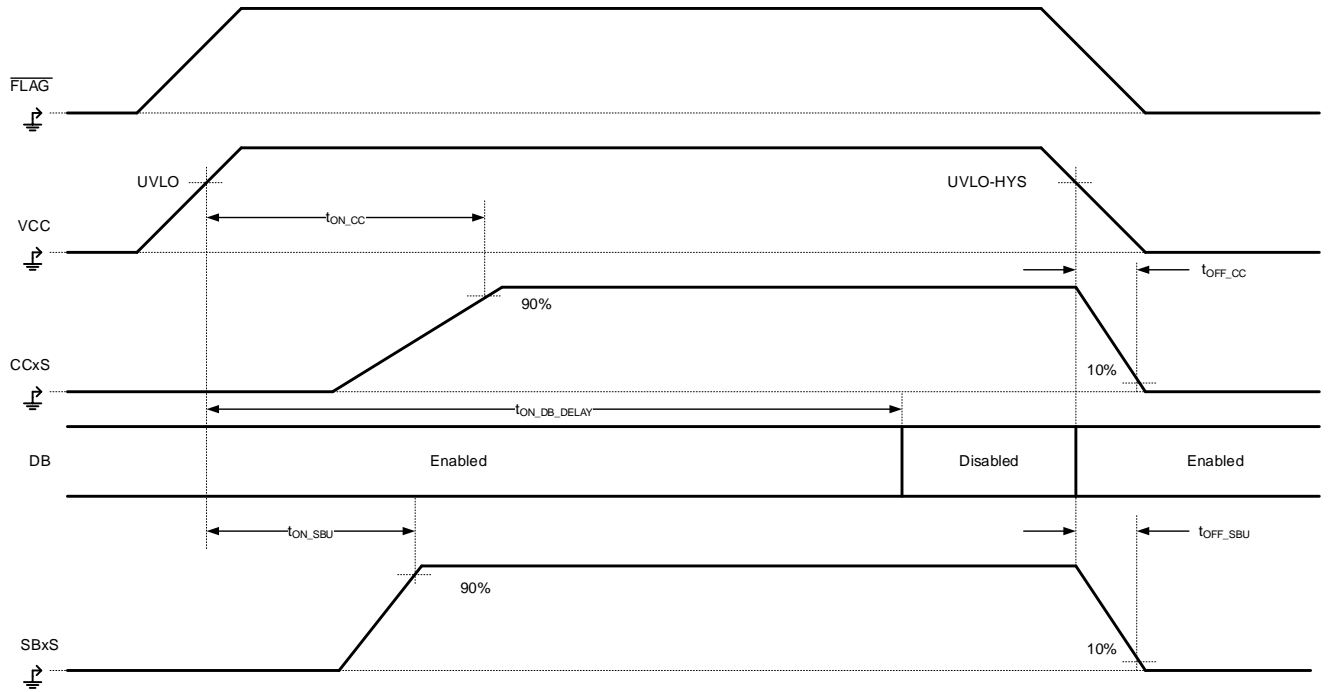 FLAG
UVLO
UVLO-HYS
tON_CC
VCC
tOFF_CC
90%
CCxS
10%
tON_DB_DELAY
DB
Enabled
Disabled
Enabled
tON_SBU
tOFF_SBU
90%
SBxS
10%